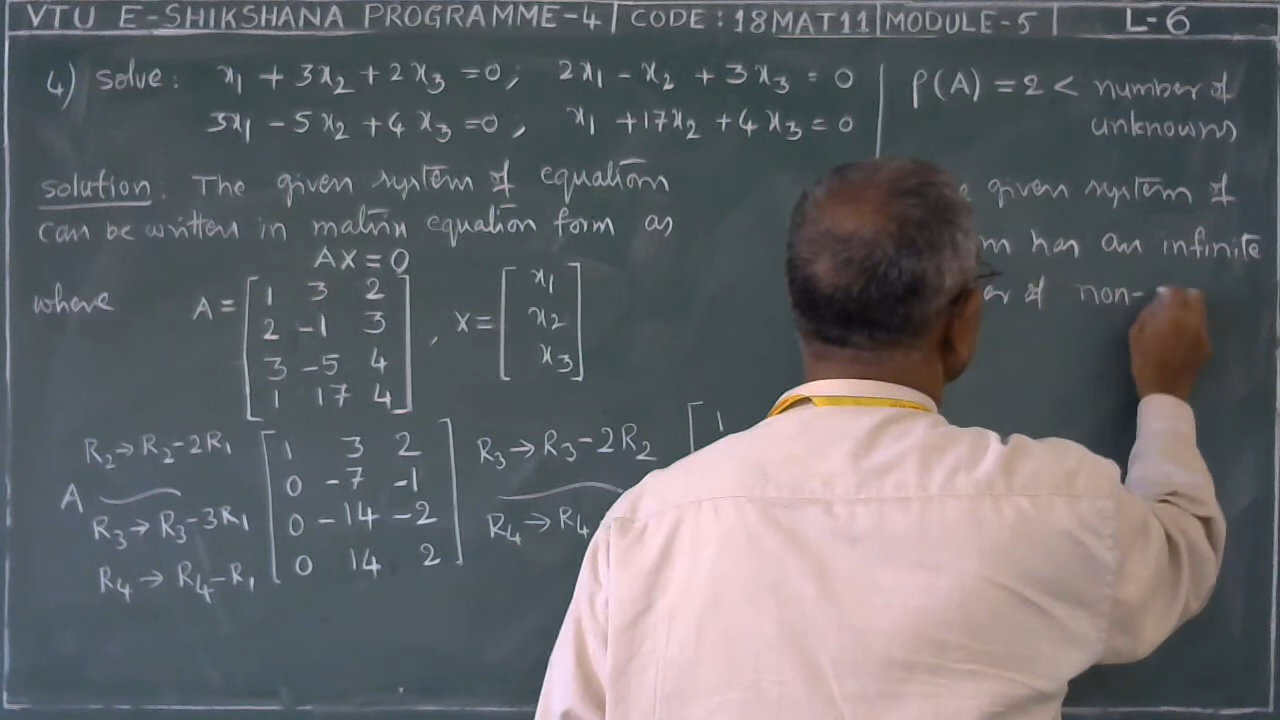 VTU E-SHIKSHANA PROGRAMME-4 | CODE: 18MAT11 | MODULE-5 | L-6
4) solve: x₁ + 3x₂ + 2x₃ = 0; 2x₁ - x₂ + 3x₃ = 0
3x₁ - 5x₂ + 4x₃ = 0, x₁ + 17x₂ + 4x₃ = 0
solution: The given system of equation
can be written in matrix equation form as
AX = 0
where A = [1 3 2
2 -1 3
3 -5 4
1 17 4], X = [x₁
x₂
x₃]
R₂ → R₂ - 2R₁
A
R₃ → R₃ - 3R₁
R₄ → R₄ - R₁
[1 3 2
0 -7 -1
0 -14 -2
0 14 2]
R₃ → R₃ - 2R₂
R₄ → R₄
[1
ρ(A) = 2 < number of
unknowns
given system of
has an infinite
of non-